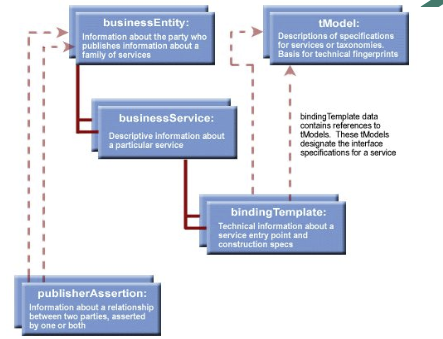 businessEntity:
Information about the party who
publishes information about a
family of services
tModel:
Descriptions of specifications
for services or taxonomies.
Basis for technical fingerprints
businessService:
Descriptive information about
a particular service
bindingTemplate data
contains references to
tModels. These tModels
designate the interface
specifications for a service
bindingTemplate:
Technical information about a
service entry point and
construction specs
publisherAssertion:
Information about a relationship
between two parties, asserted
by one or both